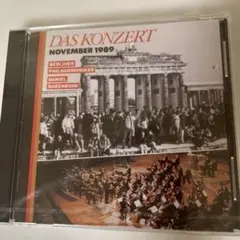 DAS KONZERT
NOVEMBER 1989
BERLINER
PHILHARMONIKER
DANIEL
BARENBOIM